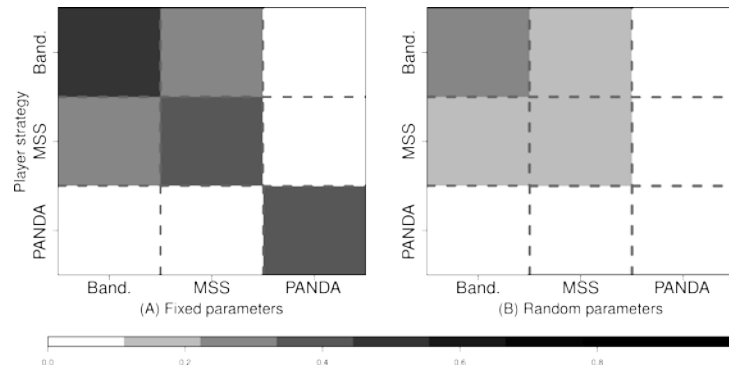 Player strategy
Band.
MSS
PANDA
Band. MSS PANDA
(A) Fixed parameters
Band.
MSS
PANDA
Band. MSS PANDA
(B) Random parameters
0.0 0.2 0.4 0.6 0.8